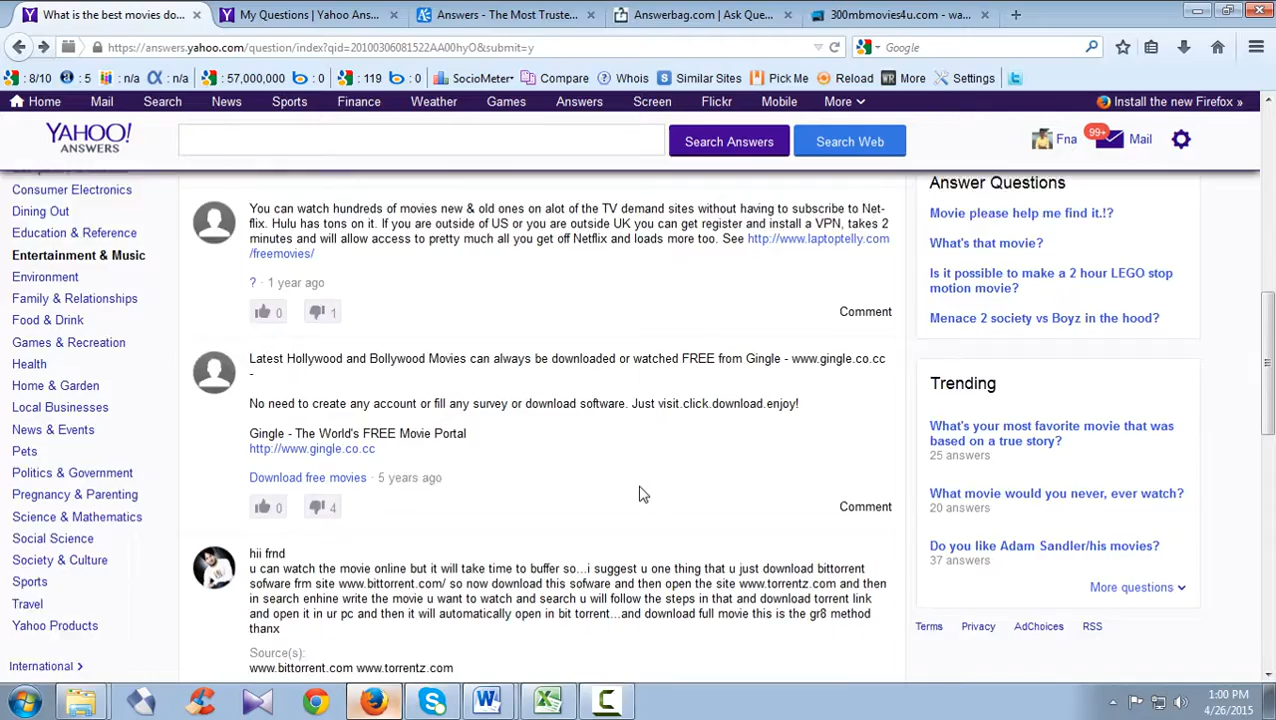 What is the best movies do...
My Questions | Yahoo Ans...
Answers - The Most Truste...
Answerbag.com | Ask Que...
300mbmovies4u.com - wa...
https://answers.yahoo.com/question/index?qid=20100306081522AA00hyO&submit=y
Google
: 8/10 : 5 : n/a : n/a : 57,000,000 : 0 : 119 : 0 : SocioMeter Compare Whois Similar Sites Pick Me Reload More Settings
Home Mail Search News Sports Finance Weather Games Answers Screen Flickr Mobile More Install the new Firefox »
YAHOO!
ANSWERS
Search Answers
Search Web
Fna
99+
Mail
Consumer Electronics
Dining Out
Education & Reference
Entertainment & Music
Environment
Family & Relationships
Food & Drink
Games & Recreation
Health
Home & Garden
Local Businesses
News & Events
Pets
Politics & Government
Pregnancy & Parenting
Science & Mathematics
Social Science
Society & Culture
Sports
Travel
Yahoo Products
International >
You can watch hundreds of movies new & old ones on alot of the TV demand sites without having to subscribe to Net-
flix. Hulu has tons on it. If you are outside of US or you are outside UK you can get register and install a VPN, takes 2
minutes and will allow access to pretty much all you get off Netflix and loads more too. See http://www.laptoptelly.com
/freemovies/
? · 1 year ago
0 1 Comment
Latest Hollywood and Bollywood Movies can always be downloaded or watched FREE from Gingle - www.gingle.co.cc
-
No need to create any account or fill any survey or download software. Just visit.click.download.enjoy!
Gingle - The World's FREE Movie Portal
http://www.gingle.co.cc
Download free movies · 5 years ago
0 4 Comment
hii frnd
u can watch the movie online but it will take time to buffer so...i suggest u one thing that u just download bittorrent
sofware frm site www.bittorrent.com/ so now download this sofware and then open the site www.torrentz.com and then
in search enhine write the movie u want to watch and search u will follow the steps in that and download torrent link
and open it in ur pc and then it will automatically open in bit torrent...and download full movie this is the gr8 method
thanx
Source(s):
www.bittorrent.com www.torrentz.com
Answer Questions
Movie please help me find it.!?
What's that movie?
Is it possible to make a 2 hour LEGO stop
motion movie?
Menace 2 society vs Boyz in the hood?
Trending
What's your most favorite movie that was
based on a true story?
25 answers
What movie would you never, ever watch?
20 answers
Do you like Adam Sandler/his movies?
37 answers
More questions
Terms Privacy AdChoices RSS
1:00 PM
4/26/2015